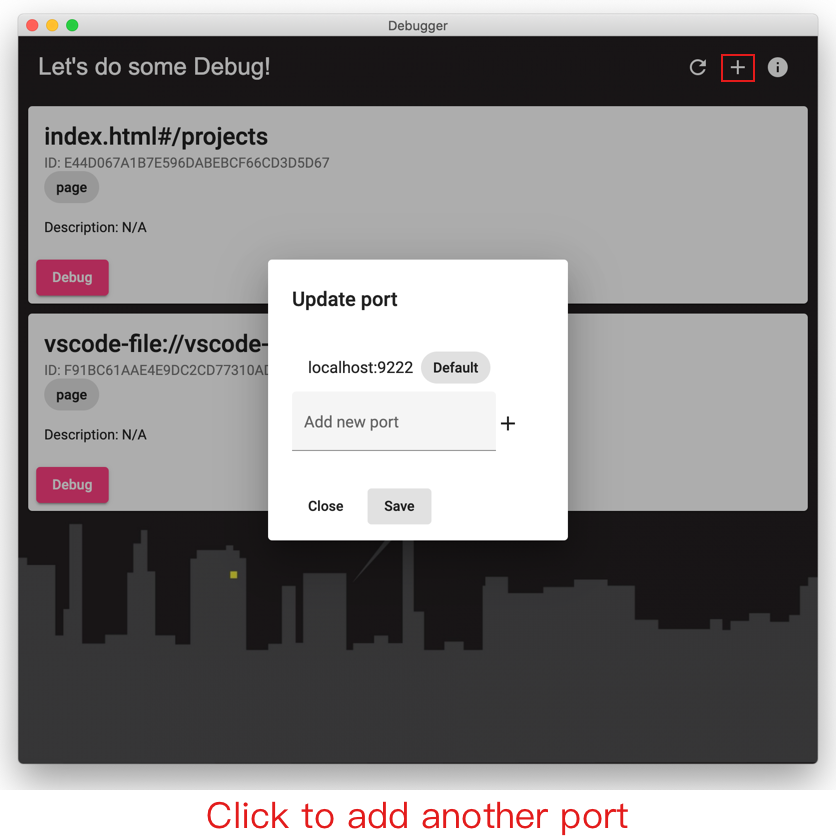 Debugger
Let's do some Debug!
index.html#/projects
ID: E44D067A1B7E596DABEBCF66CD3D5D67
page
Description: N/A
Debug
vscode-file://vscode-
ID: F91BC61AAE4E9DC2CD77310AD
page
Description: N/A
Debug
Update port
localhost:9222 Default
Add new port
Close Save
Click to add another port